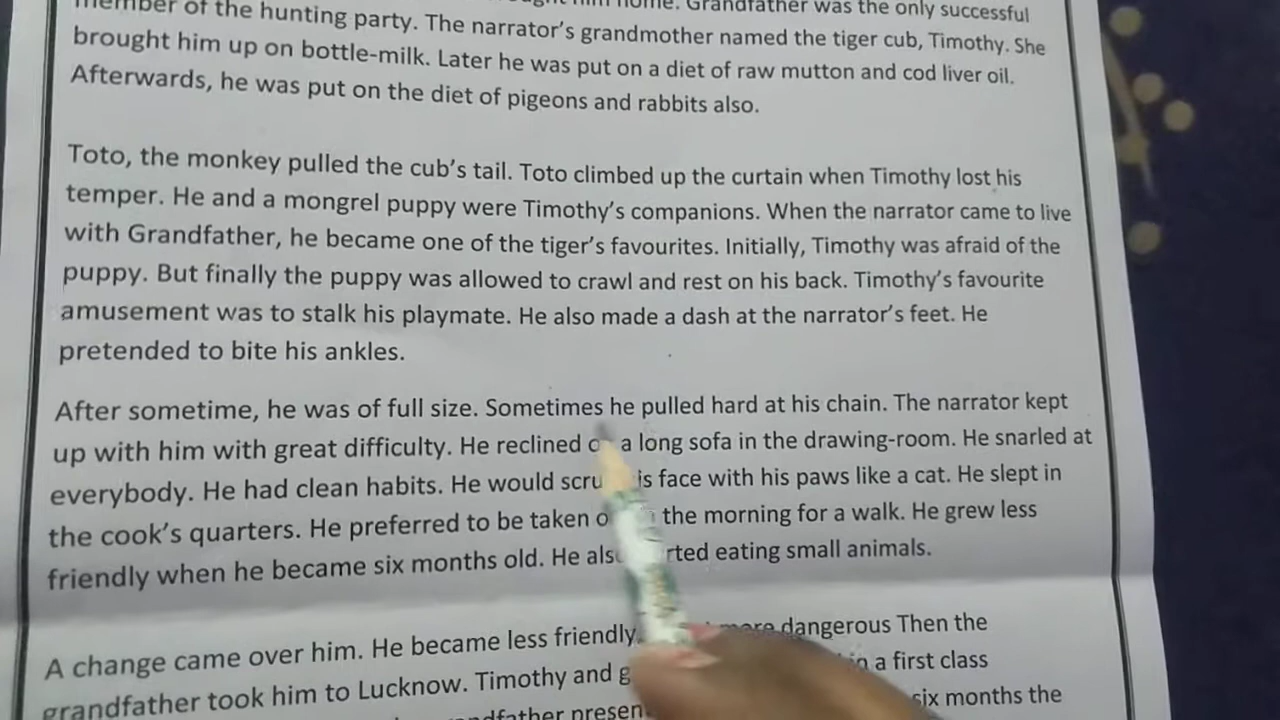 member of the hunting party. The narrator's grandmother named the tiger cub, Timothy. She
him home. Grandfather was the only successful
brought him up on bottle-milk. Later he was put on a diet of raw mutton and cod liver oil.
Afterwards, he was put on the diet of pigeons and rabbits also.
Toto, the monkey pulled the cub's tail. Toto climbed up the curtain when Timothy lost his
temper. He and a mongrel puppy were Timothy's companions. When the narrator came to live
with Grandfather, he became one of the tiger's favourites. Initially, Timothy was afraid of the
puppy. But finally the puppy was allowed to crawl and rest on his back. Timothy's favourite
amusement was to stalk his playmate. He also made a dash at the narrator's feet. He
pretended to bite his ankles.
After sometime, he was of full size. Sometimes he pulled hard at his chain. The narrator kept
up with him with great difficulty. He reclined a long sofa in the drawing-room. He snarled at
everybody. He had clean habits. He would face with his paws like a cat. He slept in
the cook's quarters. He preferred to be taken the morning for a walk. He grew less
friendly when he became six months old. He eating small animals.
A change came over him. He became less friendly dangerous Then the
grandfather took him to Lucknow. Timothy and a first class
six months the